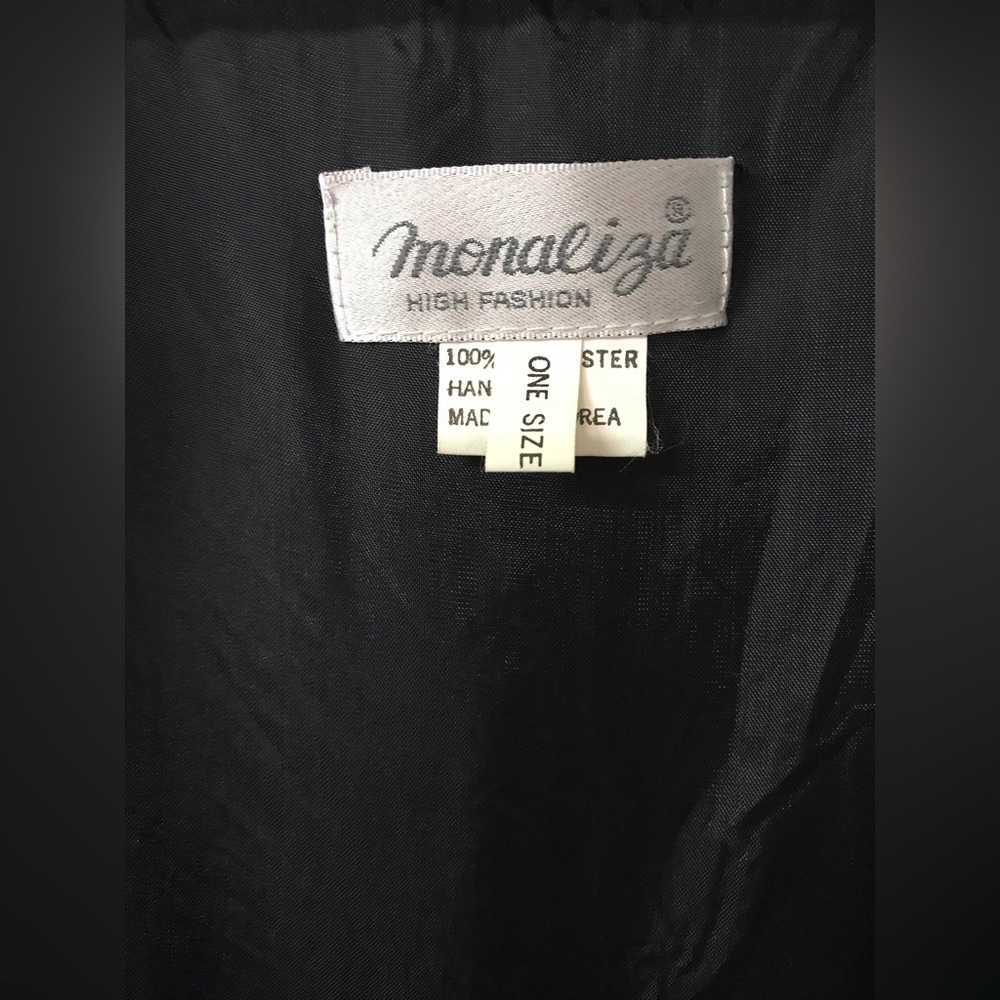 monaliza®
HIGH FASHION
100% STER
HAN
MAD REA
ONE SIZE